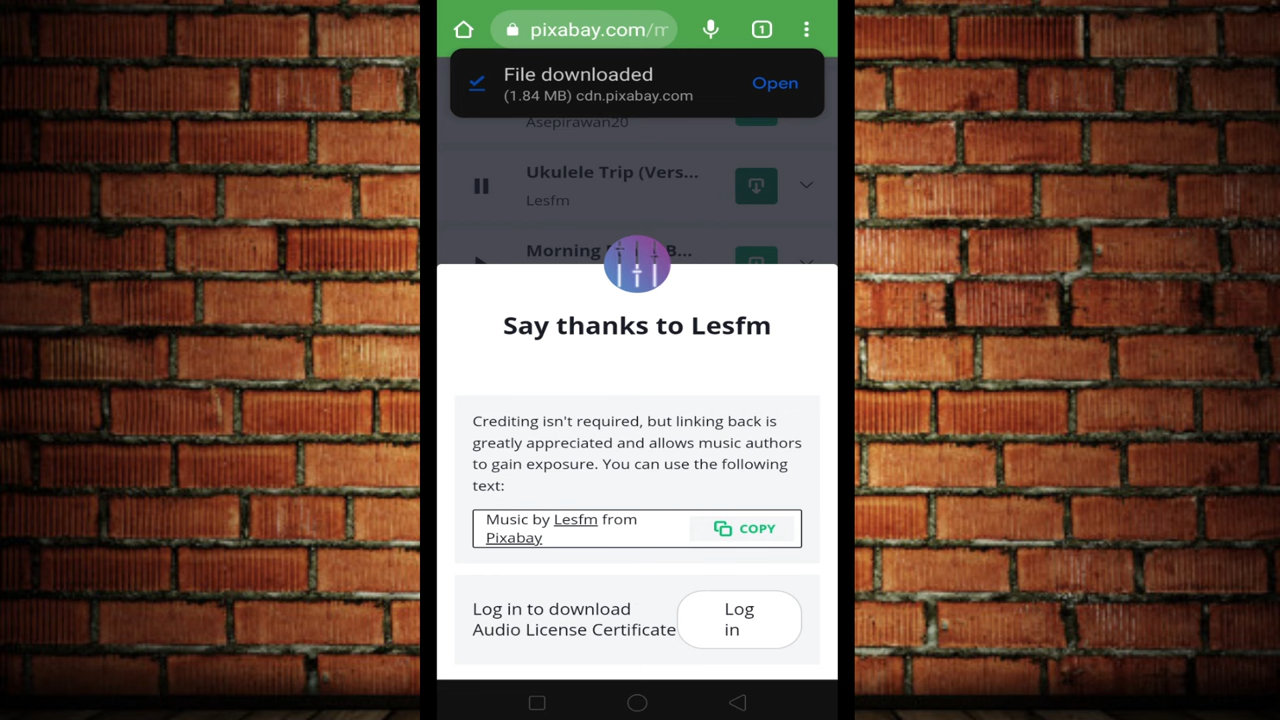 pixabay.com/m
1
File downloaded
(1.84 MB) cdn.pixabay.com
Open
Asepirawan20
Ukulele Trip (Vers...
Lesfm
Morning B...
Say thanks to Lesfm
Crediting isn't required, but linking back is
greatly appreciated and allows music authors
to gain exposure. You can use the following
text:
Music by Lesfm from
Pixabay
COPY
Log in to download
Audio License Certificate
Log
in